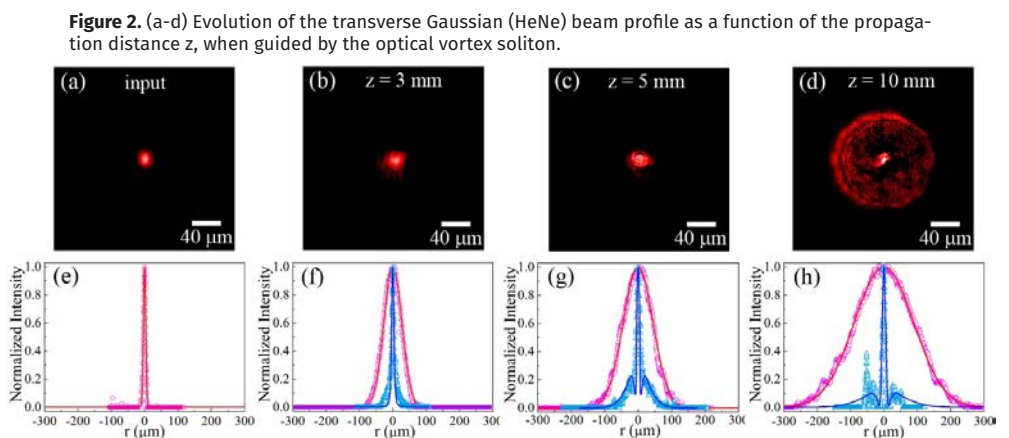 Figure 2. (a-d) Evolution of the transverse Gaussian (HeNe) beam profile as a function of the propaga-
tion distance z, when guided by the optical vortex soliton.
(a) input (b) z = 3 mm (c) z = 5 mm (d) z = 10 mm
40 μm 40 μm 40 μm 40 μm
(e) (f) (g) (h)
Normalized Intensity Normalized Intensity Normalized Intensity Normalized Intensity
1.0 1.0 1.0 1.0
0.8 0.8 0.8 0.8
0.6 0.6 0.6 0.6
0.4 0.4 0.4 0.4
0.2 0.2 0.2 0.2
0.0 0.0 0.0 0.0
-300 -200 -100 0 100 200 300 -300 -200 -100 0 100 200 300 -300 -200 -100 0 100 200 30 -300 -200 -100 0 100 200 300
r (μm) r (μm) r (μm) r (μm)